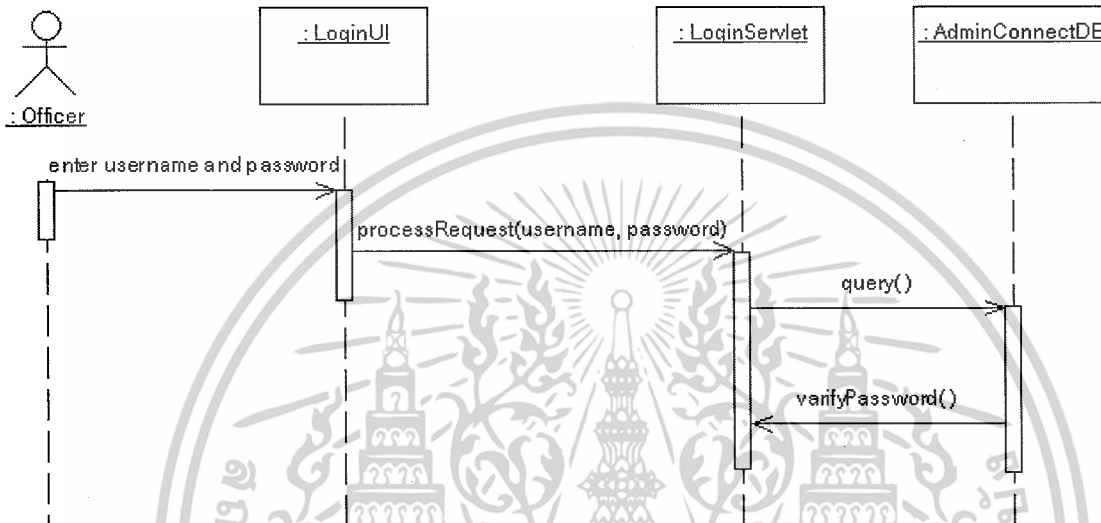 : LoginUI
: LoginServlet
: AdminConnectDB
: Officer
enter username and password
processRequest(username, password)
query()
varifyPassword()